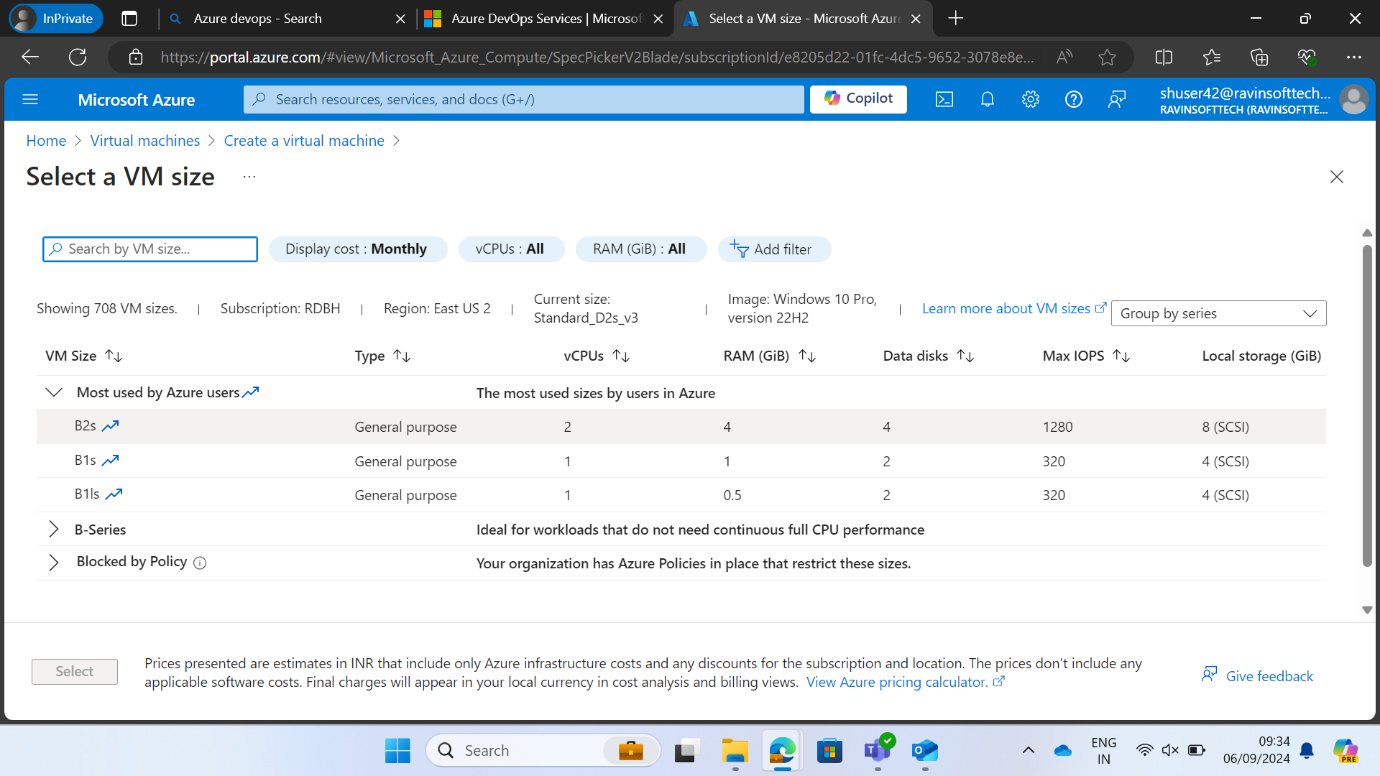 InPrivate
Azure devops - Search
Azure DevOps Services | Microsof
Select a VM size - Microsoft Azure
https://portal.azure.com/#view/Microsoft_Azure_Compute/SpecPickerV2Blade/subscriptionId/e8205d22-01fc-4dc5-9652-3078e8e...
Microsoft Azure
Search resources, services, and docs (G+/)
Copilot
shuser42@ravinsofttech...
RAVINSOFTTECH (RAVINSOFTTE...
Home > Virtual machines > Create a virtual machine >
Select a VM size ...
Search by VM size...
Display cost : Monthly
vCPUs : All
RAM (GiB) : All
Add filter
Showing 708 VM sizes. | Subscription: RDBH | Region: East US 2 |
Current size:
Standard_D2s_v3
|
Image: Windows 10 Pro,
version 22H2
| Learn more about VM sizes
Group by series
VM Size Type vCPUs RAM (GiB) Data disks Max IOPS Local storage (GiB)
Most used by Azure users The most used sizes by users in Azure
B2s General purpose 2 4 4 1280 8 (SCSI)
B1s General purpose 1 1 2 320 4 (SCSI)
B1ls General purpose 1 0.5 2 320 4 (SCSI)
B-Series Ideal for workloads that do not need continuous full CPU performance
Blocked by Policy Your organization has Azure Policies in place that restrict these sizes.
Select
Prices presented are estimates in INR that include only Azure infrastructure costs and any discounts for the subscription and location. The prices don't include any
applicable software costs. Final charges will appear in your local currency in cost analysis and billing views. View Azure pricing calculator.
Give feedback
Search
ENG
IN
09:34
06/09/2024
PRE